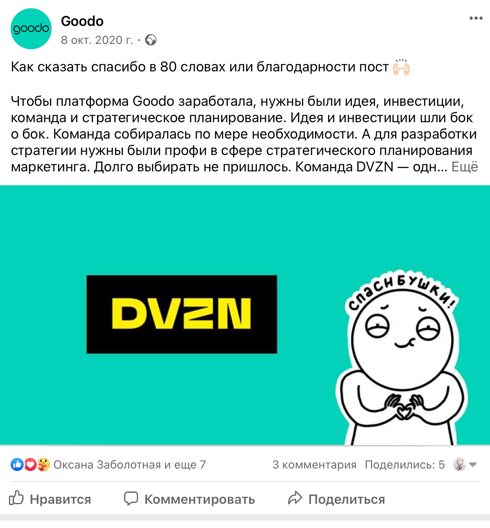 goodo
Goodo
8 окт. 2020 г. ·
Как сказать спасибо в 80 словах или благодарности пост 🙌🏻
Чтобы платформа Goodo заработала, нужны были идея, инвестиции,
команда и стратегическое планирование. Идея и инвестиции шли бок
о бок. Команда собиралась по мере необходимости. А для разработки
стратегии нужны были профи в сфере стратегического планирования
маркетинга. Долго выбирать не пришлось. Команда DVZN — одн... Ещё
СПАСИБУШКИ!
DVZN
Оксана Заболотная и еще 7
3 комментария Поделились: 5
Нравится Комментировать Поделиться